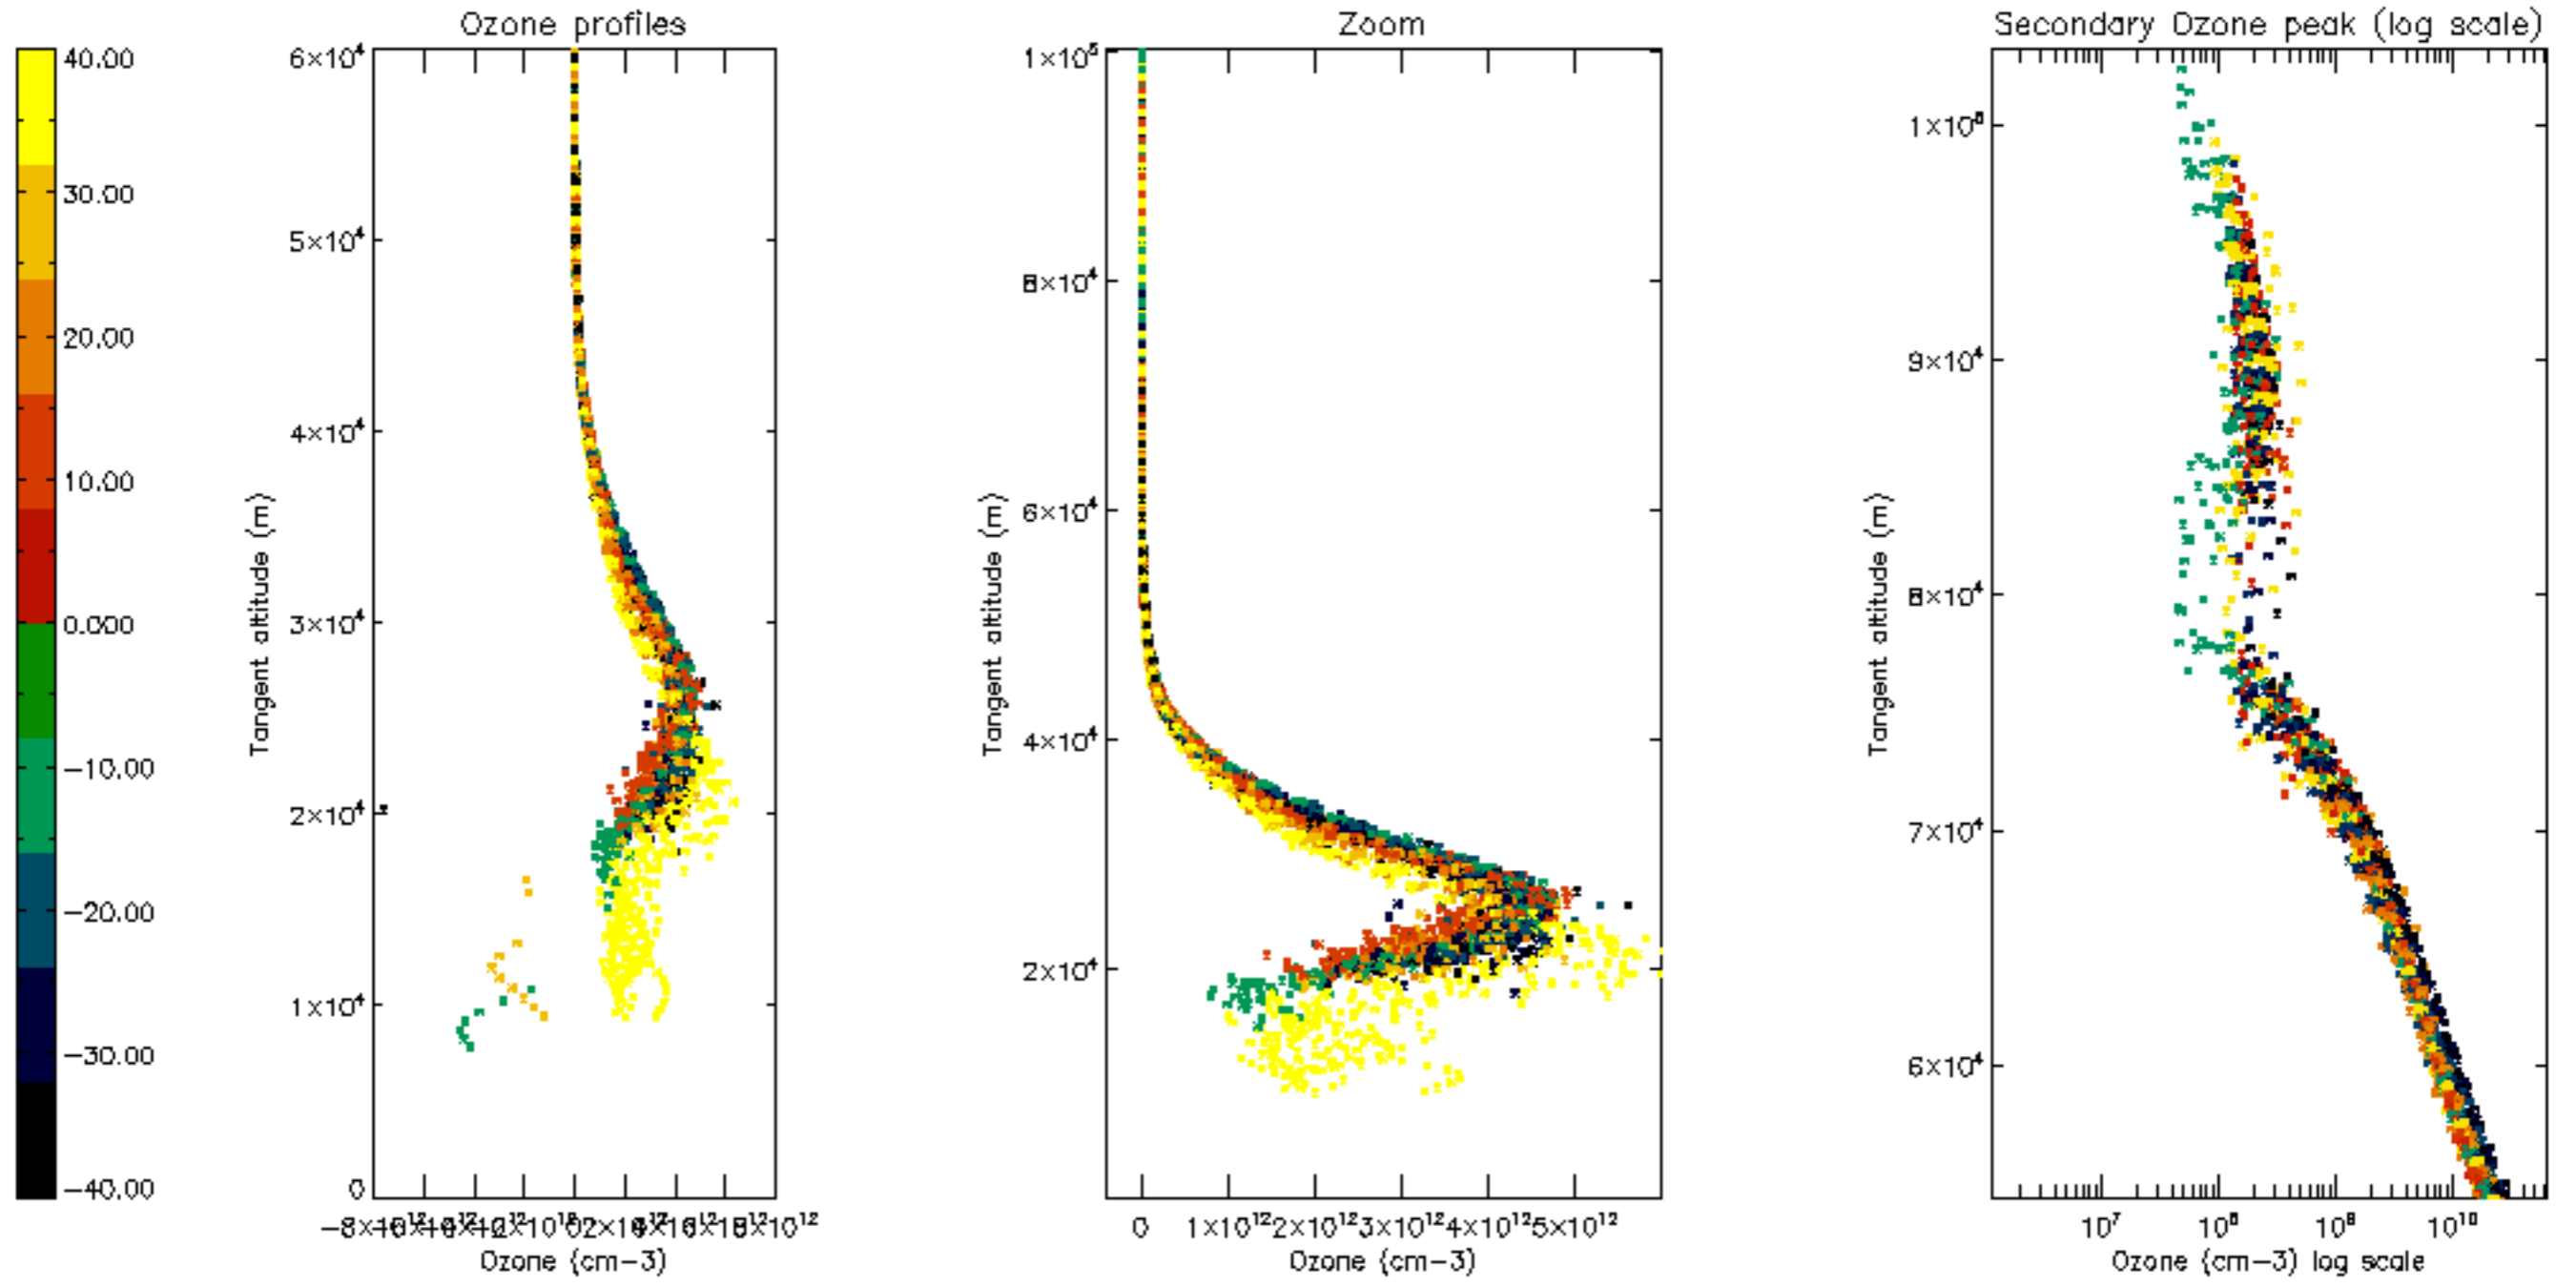 Ozone profiles
40.00
30.00
20.00
10.00
0.00
−10.00
−20.00
−30.00
−40.00
6×10⁴
5×10⁴
4×10⁴
3×10⁴
2×10⁴
1×10⁴
0
Tangent altitude (m)
Ozone (cm−3)
Zoom
1×10⁵
8×10⁴
6×10⁴
4×10⁴
2×10⁴
Tangent altitude (m)
0 1×10¹² 2×10¹² 3×10¹² 4×10¹² 5×10¹²
Ozone (cm−3)
Secondary Ozone peak (log scale)
1×10⁵
9×10⁴
8×10⁴
7×10⁴
6×10⁴
Tangent altitude (m)
10⁷ 10⁸ 10⁹ 10¹⁰
Ozone (cm−3) log scale